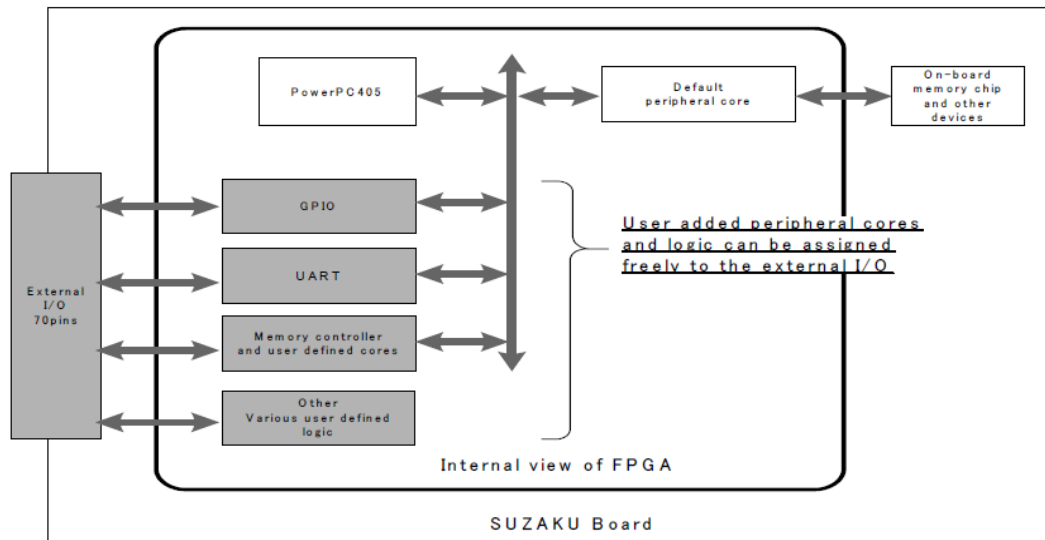 PowerPC405
Default
peripheral core
On-board
memory chip
and other
devices
External
I/O
70pins
GPIO
UART
Memory controller
and user defined cores
Other
Various user defined
logic
User added peripheral cores
and logic can be assigned
freely to the external I/O
Internal view of FPGA
SUZAKU Board